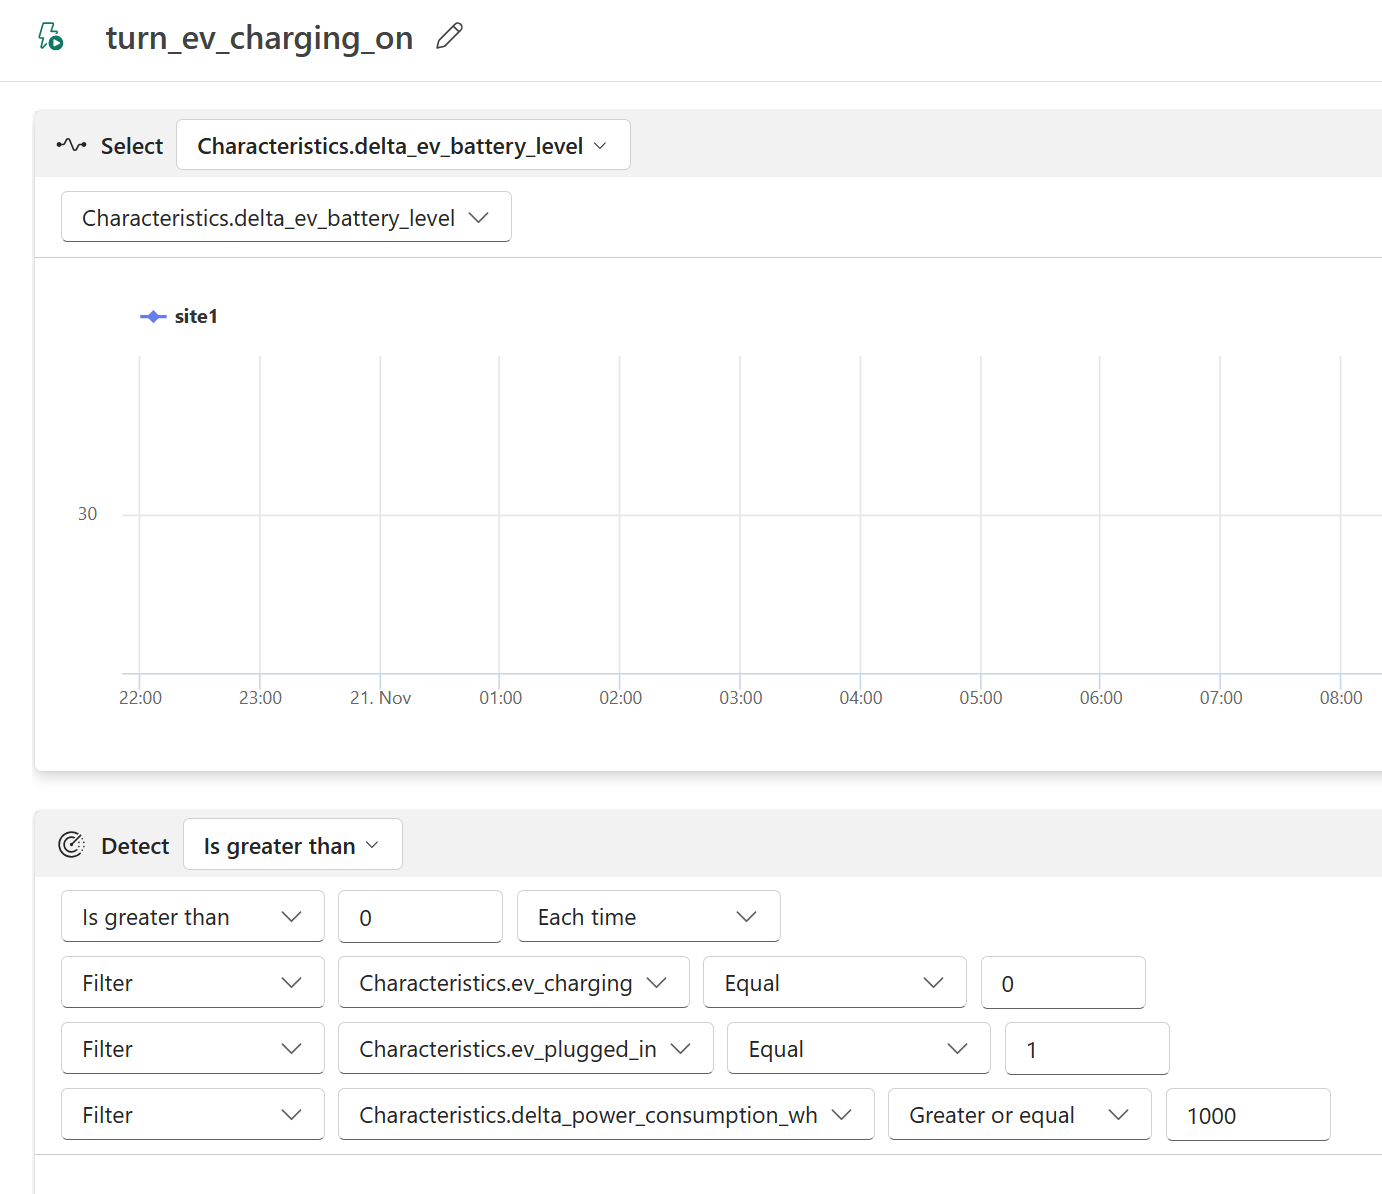 turn_ev_charging_on
Select Characteristics.delta_ev_battery_level
Characteristics.delta_ev_battery_level
site1
30
22:00 23:00 21. Nov 01:00 02:00 03:00 04:00 05:00 06:00 07:00 08:00
Detect Is greater than
Is greater than 0 Each time
Filter Characteristics.ev_charging Equal 0
Filter Characteristics.ev_plugged_in Equal 1
Filter Characteristics.delta_power_consumption_wh Greater or equal 1000